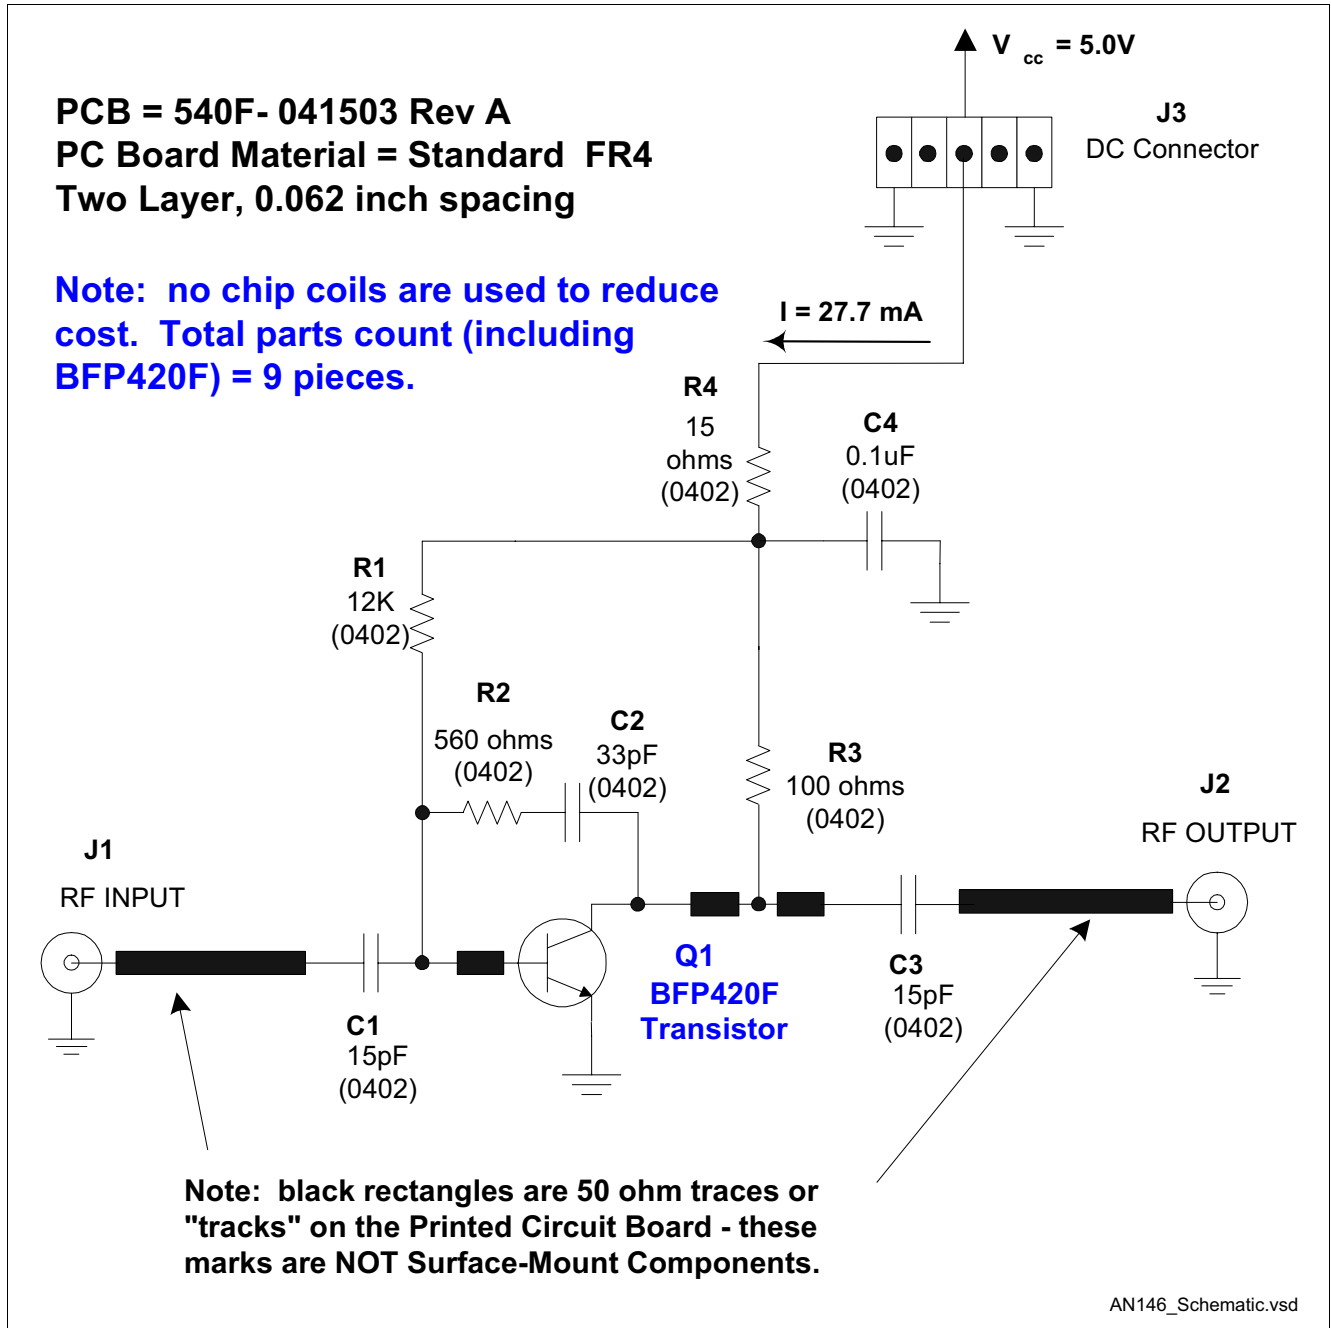 V cc = 5.0V
PCB = 540F- 041503 Rev A
PC Board Material = Standard FR4
Two Layer, 0.062 inch spacing
J3
DC Connector
Note: no chip coils are used to reduce
cost. Total parts count (including
BFP420F) = 9 pieces.
I = 27.7 mA
R4
15
ohms
(0402)
C4
0.1uF
(0402)
R1
12K
(0402)
R2
560 ohms
(0402)
C2
33pF
(0402)
R3
100 ohms
(0402)
J2
RF OUTPUT
J1
RF INPUT
Q1
BFP420F
Transistor
C3
15pF
(0402)
C1
15pF
(0402)
Note: black rectangles are 50 ohm traces or
"tracks" on the Printed Circuit Board - these
marks are NOT Surface-Mount Components.
AN146_Schematic.vsd